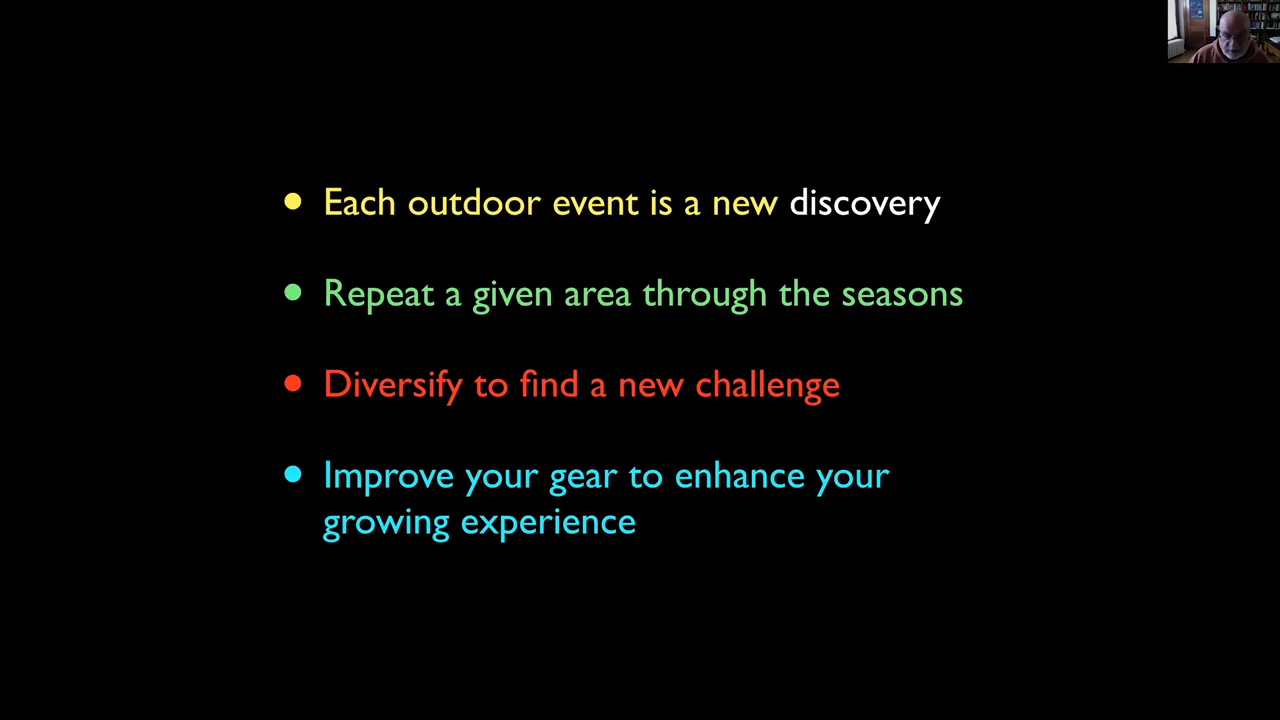 • Each outdoor event is a new discovery
• Repeat a given area through the seasons
• Diversify to find a new challenge
• Improve your gear to enhance your
growing experience